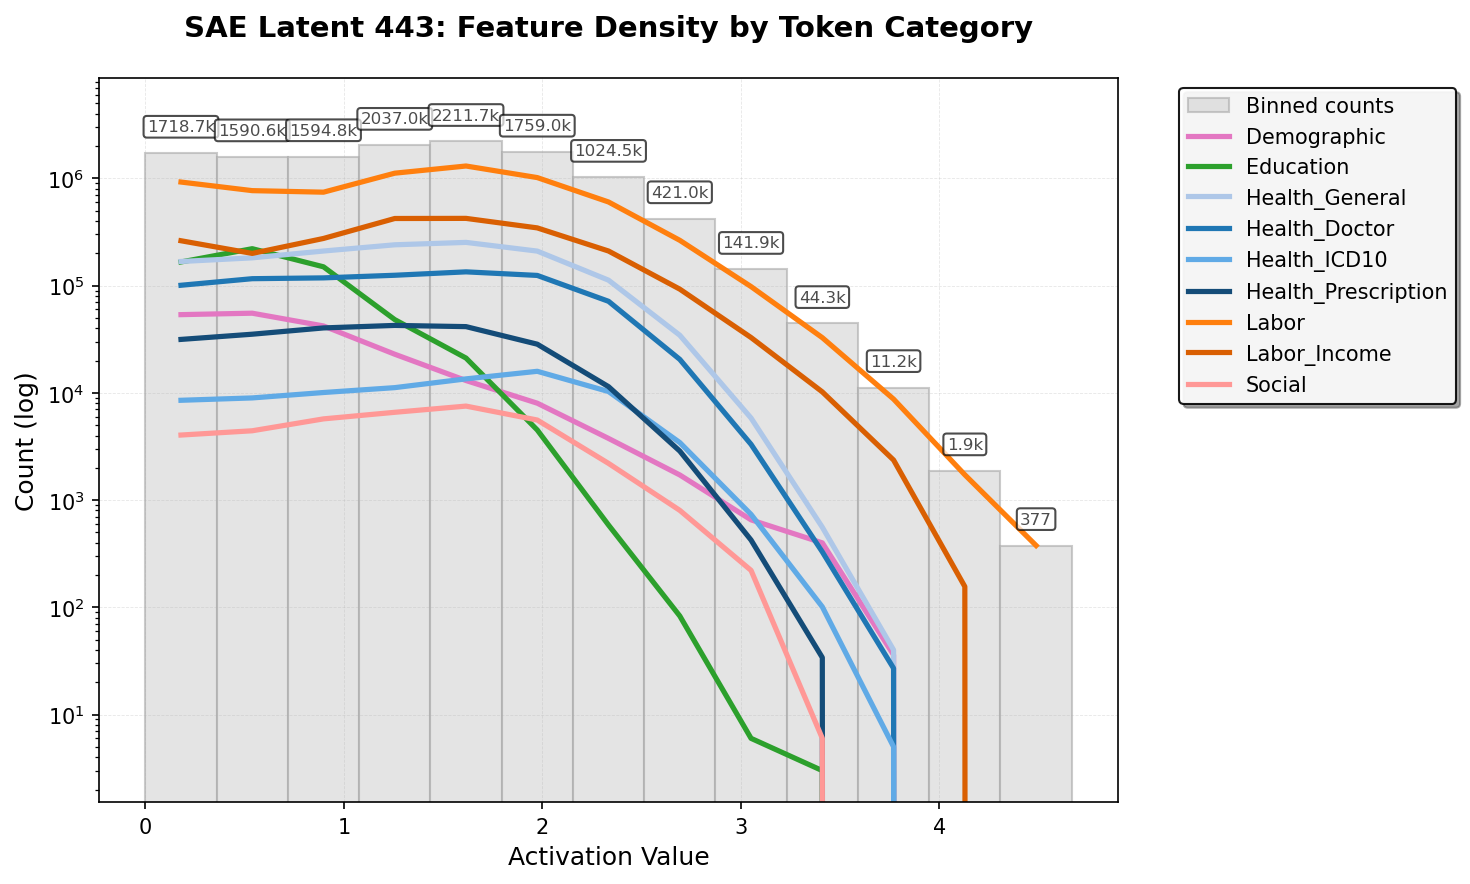 SAE Latent 443: Feature Density by Token Category
1718.7k
1590.6k
1594.8k
2037.0k
2211.7k
1759.0k
1024.5k
421.0k
141.9k
44.3k
11.2k
1.9k
377
Count (log)
10^6
10^5
10^4
10^3
10^2
10^1
0 1 2 3 4
Activation Value
Binned counts
Demographic
Education
Health_General
Health_Doctor
Health_ICD10
Health_Prescription
Labor
Labor_Income
Social